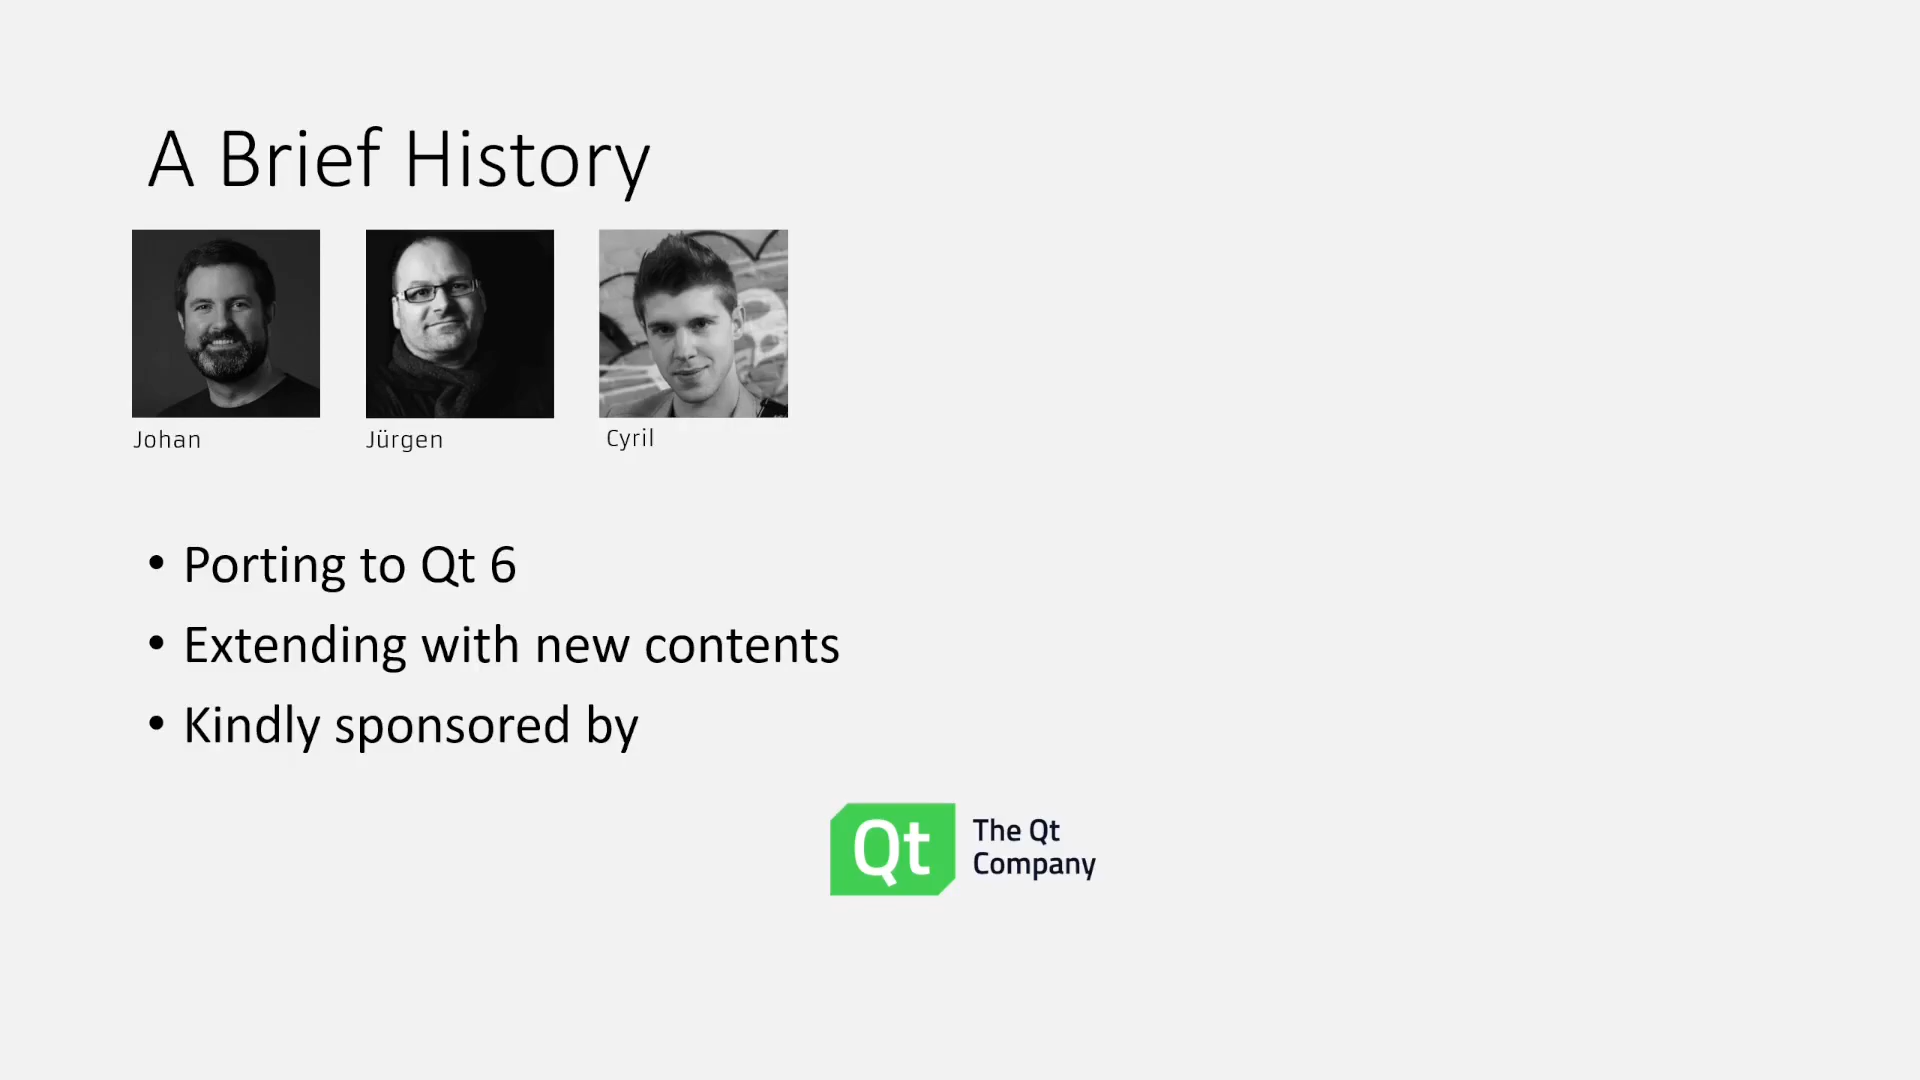 A Brief History
Johan
Jürgen
Cyril
• Porting to Qt 6
• Extending with new contents
• Kindly sponsored by
Qt
The Qt
Company